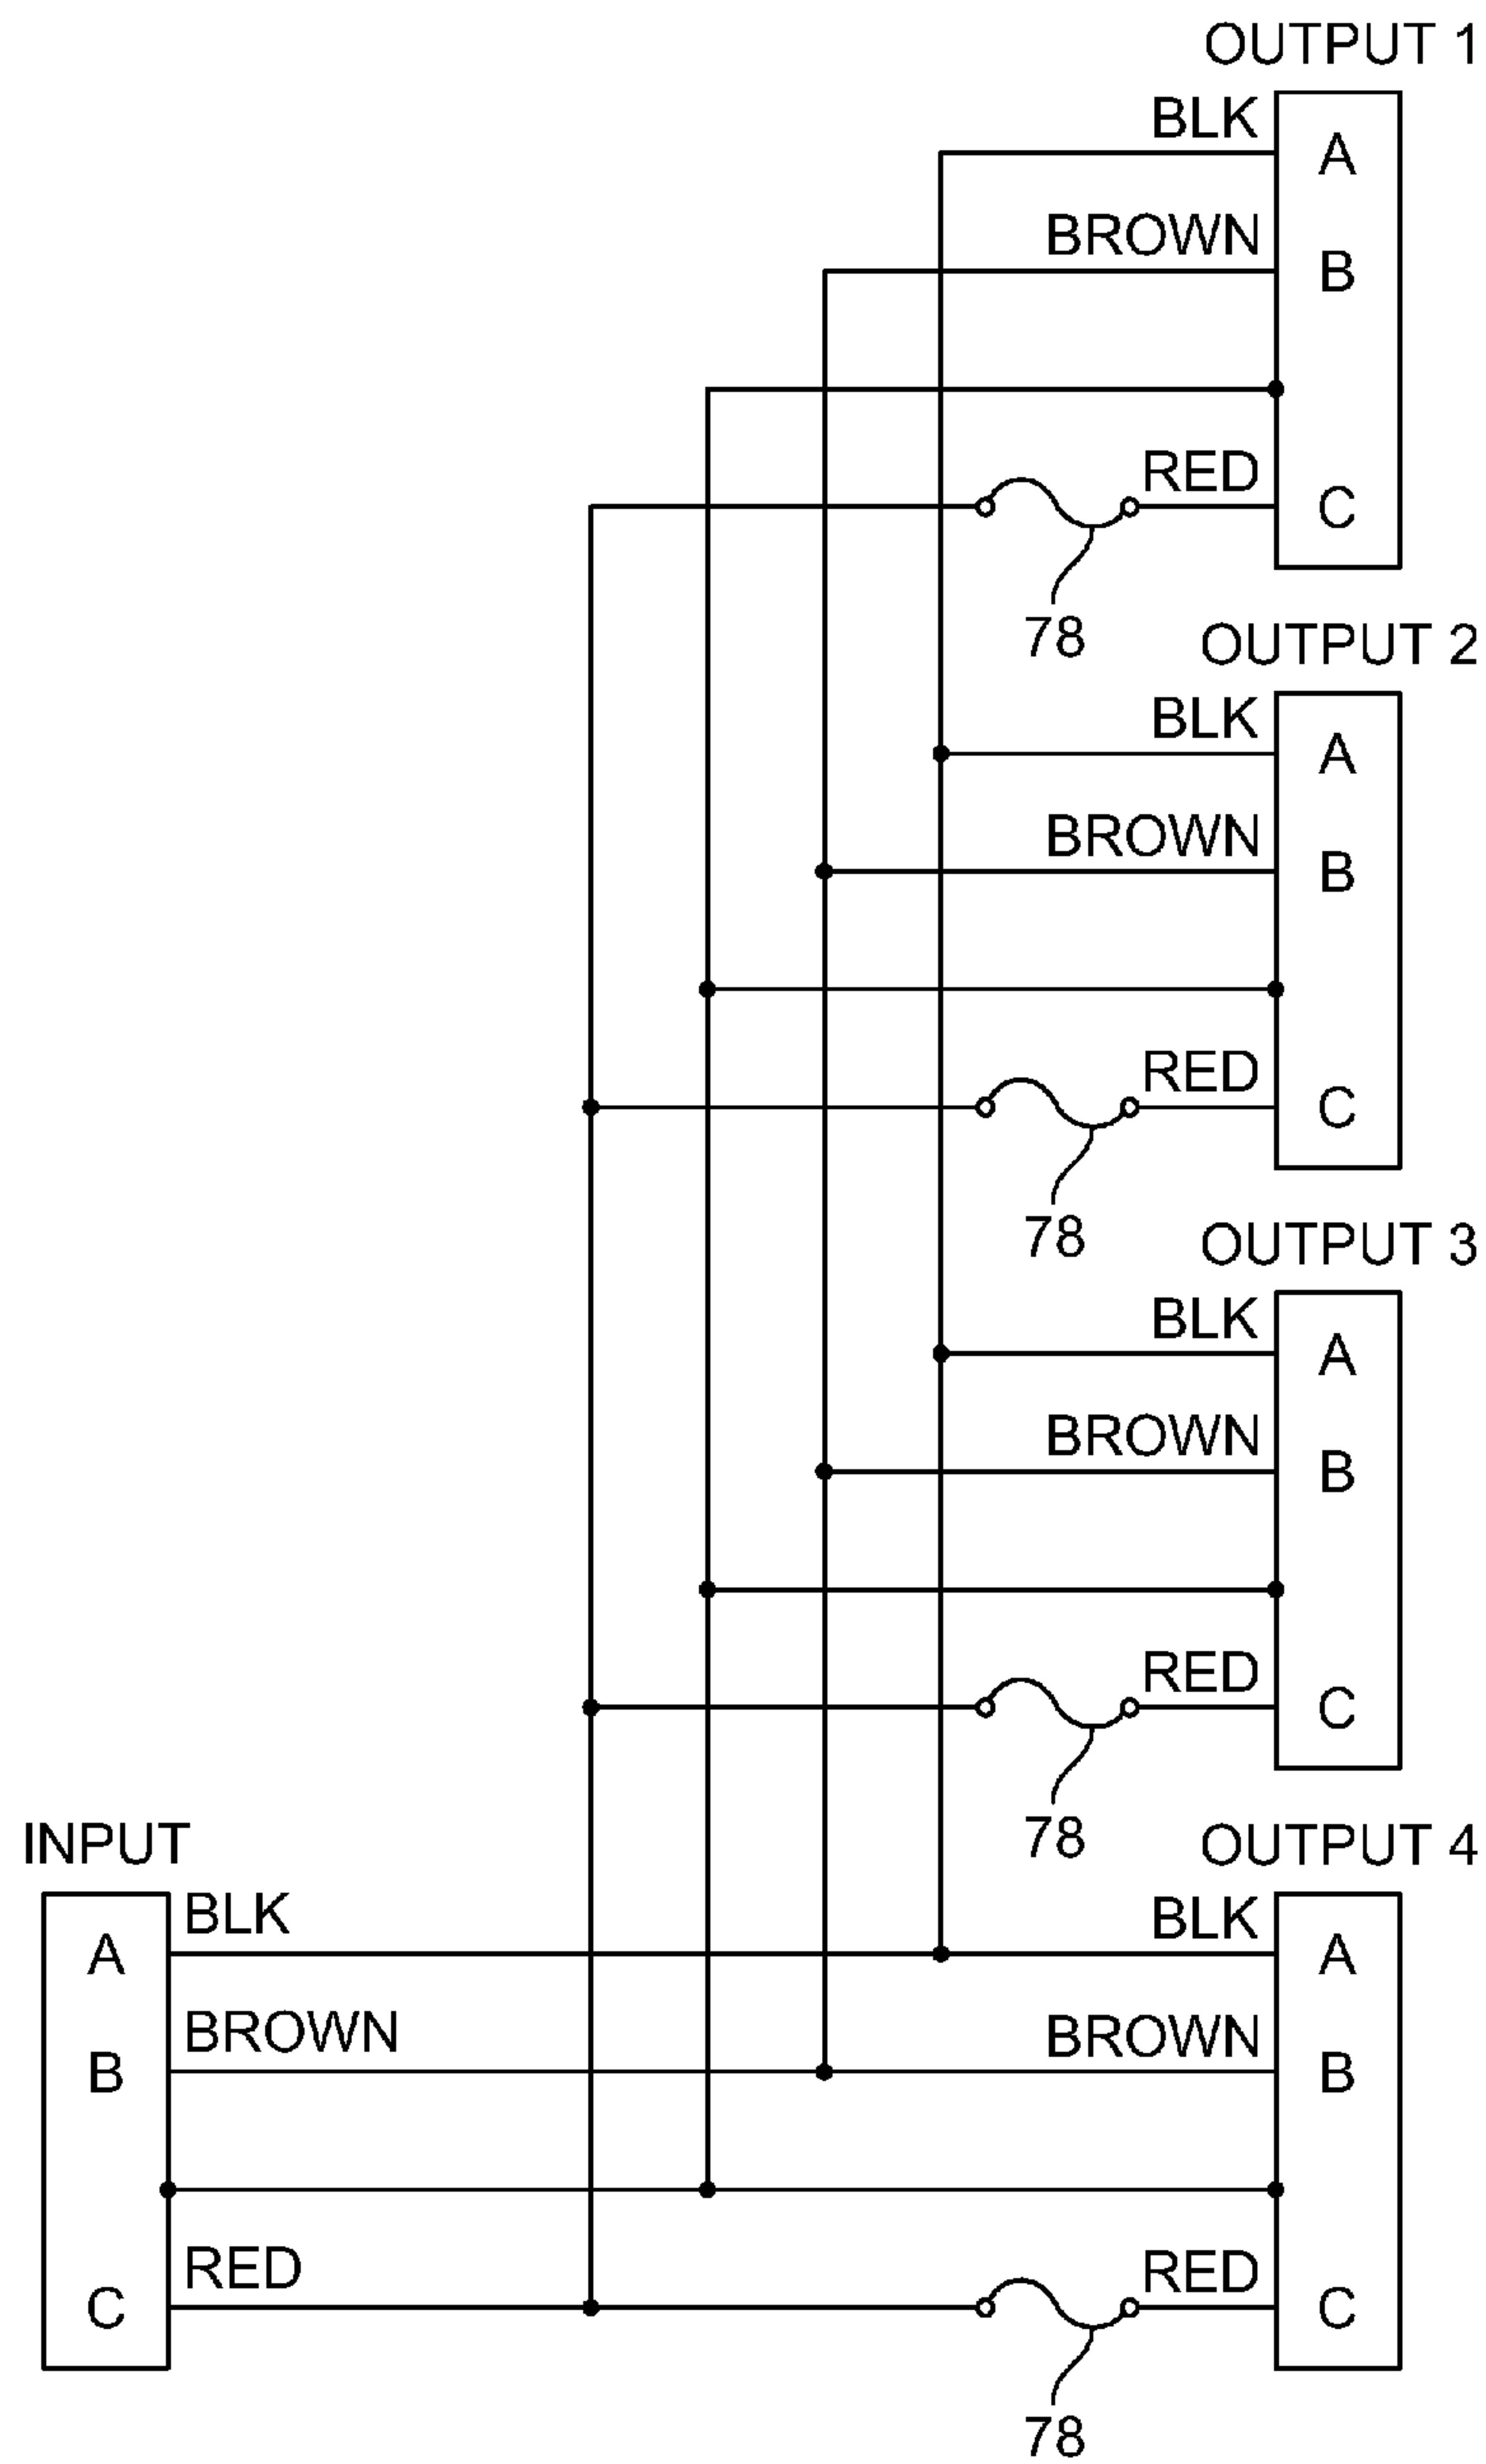 OUTPUT 1
BLK
A
BROWN
B
RED
C
78
OUTPUT 2
BLK
A
BROWN
B
RED
C
78
OUTPUT 3
BLK
A
BROWN
B
RED
C
78
INPUT
OUTPUT 4
A
BLK
BLK
A
B
BROWN
BROWN
B
C
RED
RED
C
78